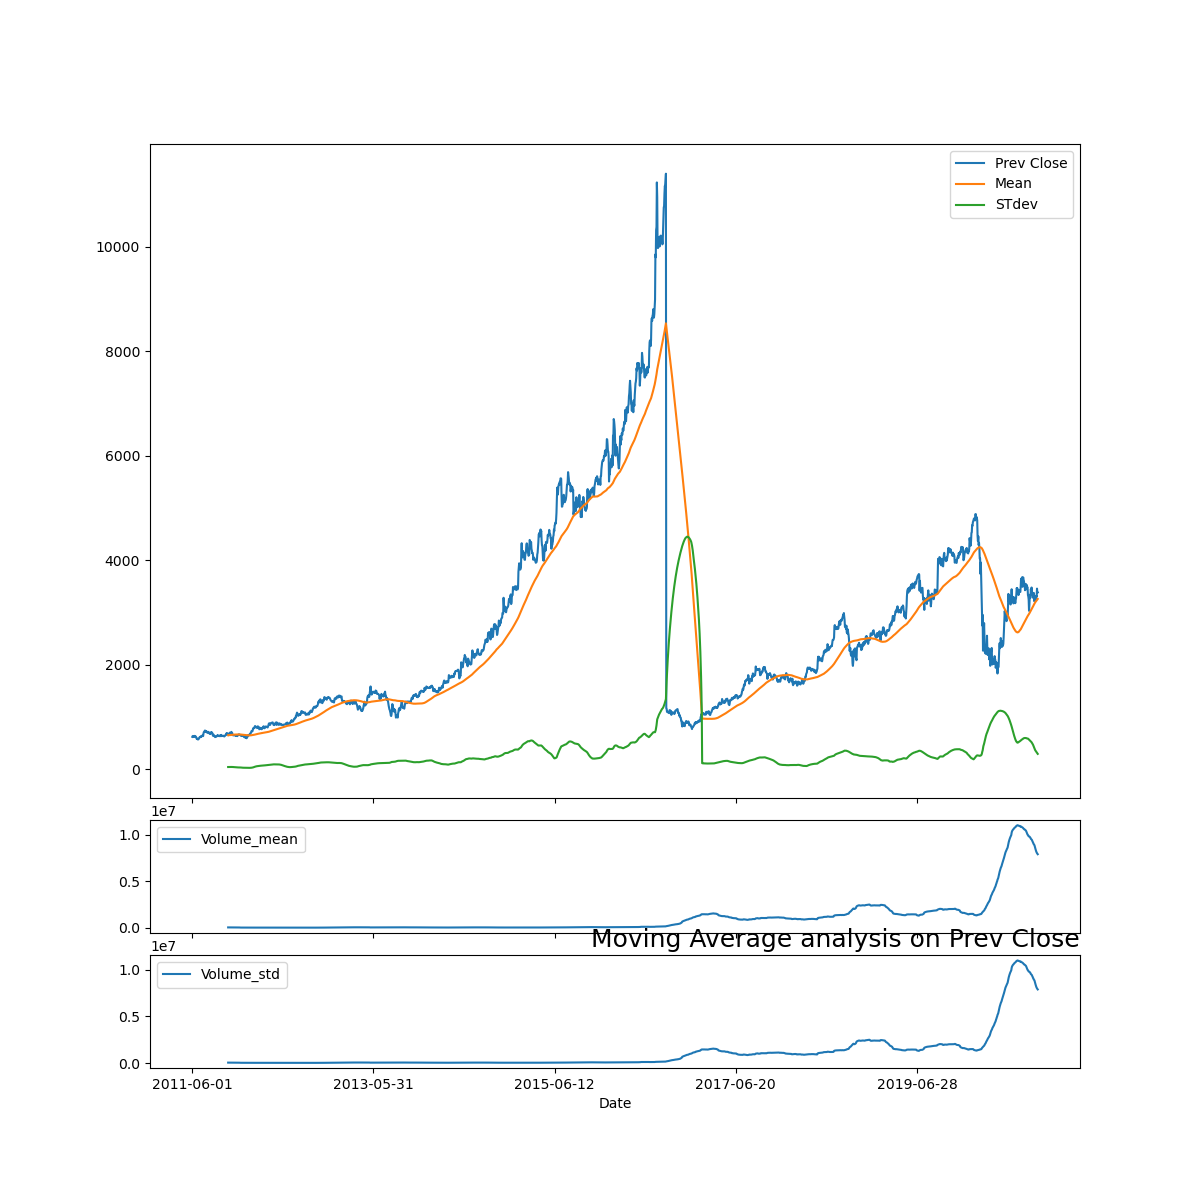 Prev Close
Mean
STdev
10000
8000
6000
4000
2000
0
1e7
Volume_mean
1.0
0.5
0.0
Moving Average analysis on Prev Close
1e7
Volume_std
1.0
0.5
0.0
2011-06-01 2013-05-31 2015-06-12 2017-06-20 2019-06-28
Date